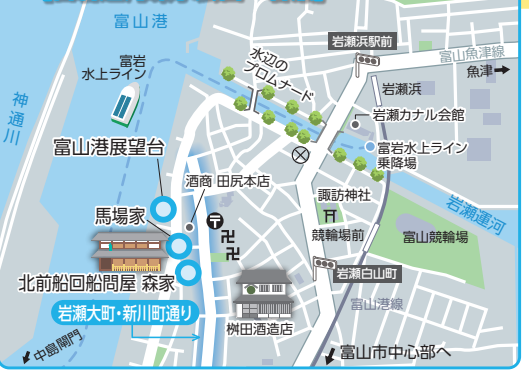 富山港
岩瀬浜駅前
富山魚津線
魚津
富岩
水上ライン
水辺の
プロムナード
岩瀬浜
神通川
岩瀬カナル会館
富山港展望台
富岩水上ライン
乗降場
酒商 田尻本店
諏訪神社
岩瀬運河
馬場家
競輪場前
富山競輪場
北前船回船問屋 森家
岩瀬白山町
岩瀬大町・新川町通り
富山港線
桝田酒造店
中島閘門
富山市中心部へ